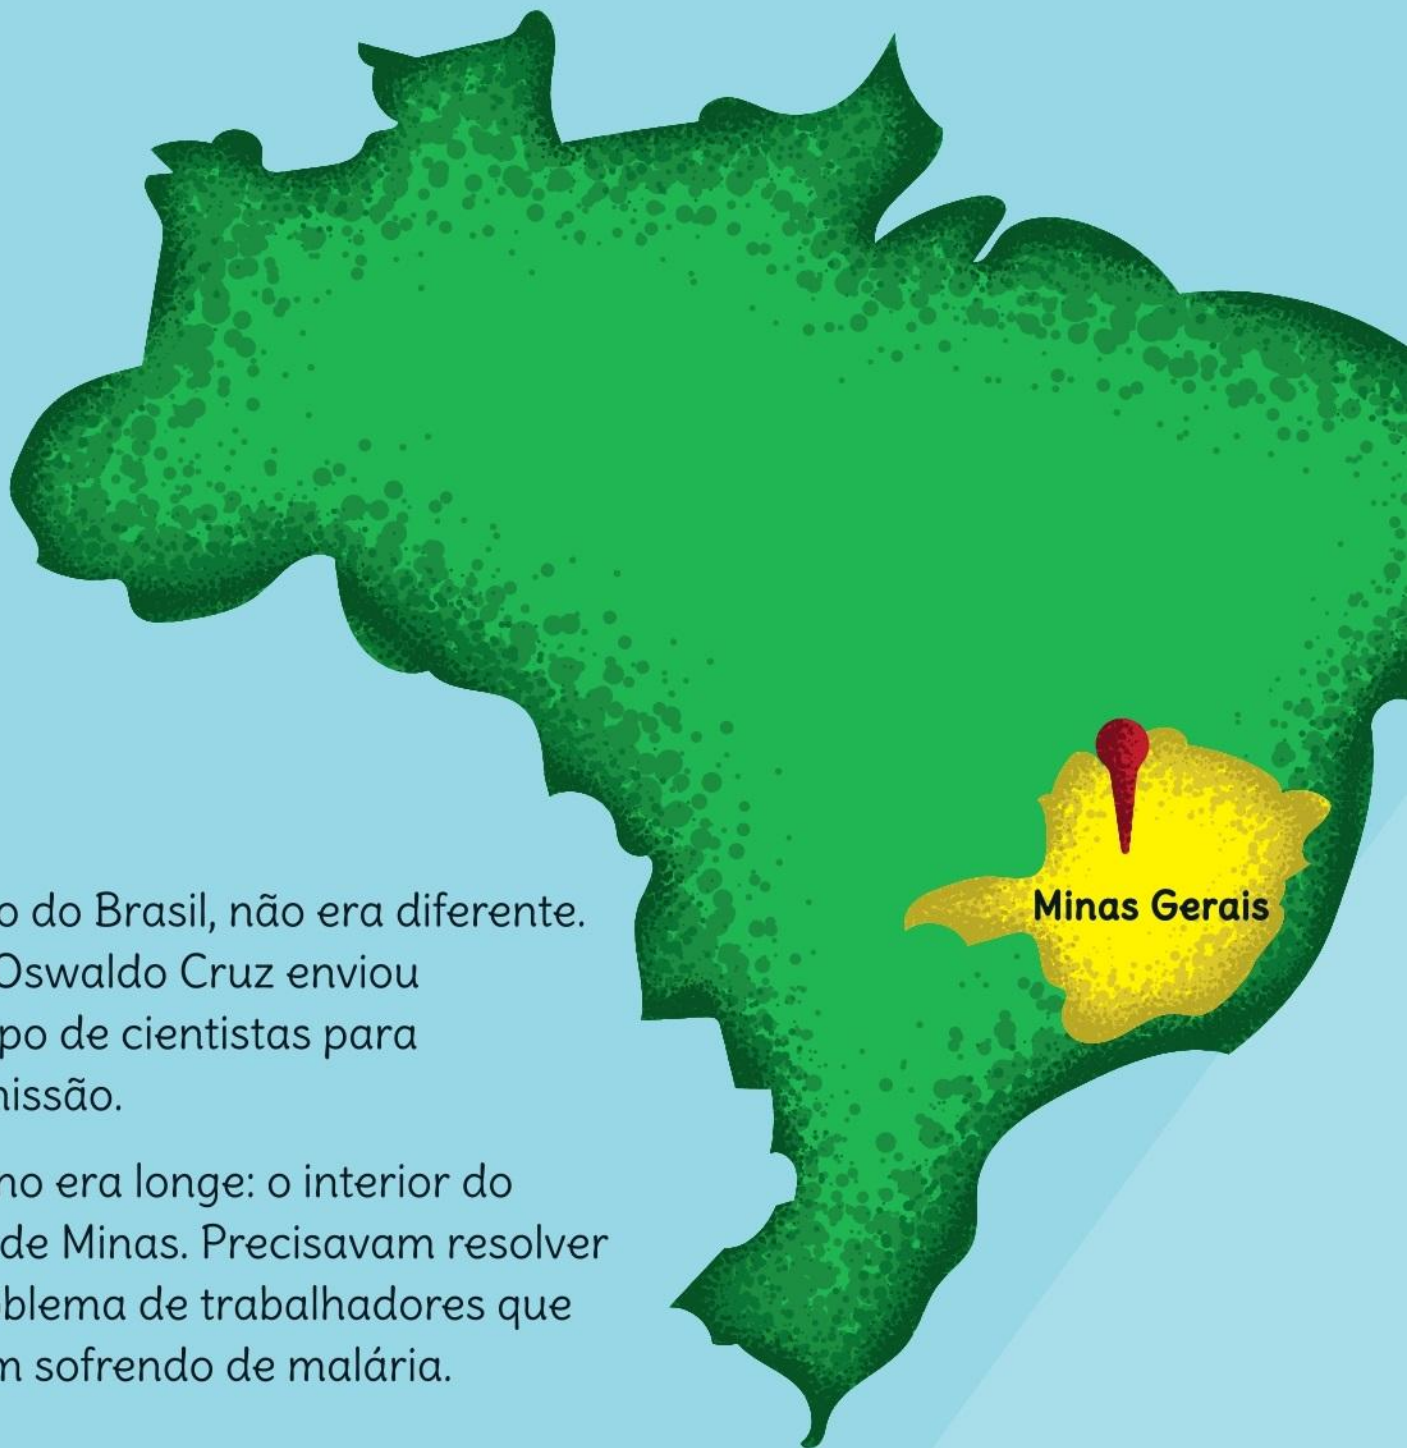 o do Brasil, não era diferente.
Oswaldo Cruz enviou
po de cientistas para
issão.
no era longe: o interior do
de Minas. Precisavam resolver
blema de trabalhadores que
m sofrendo de malária.
Minas Gerais